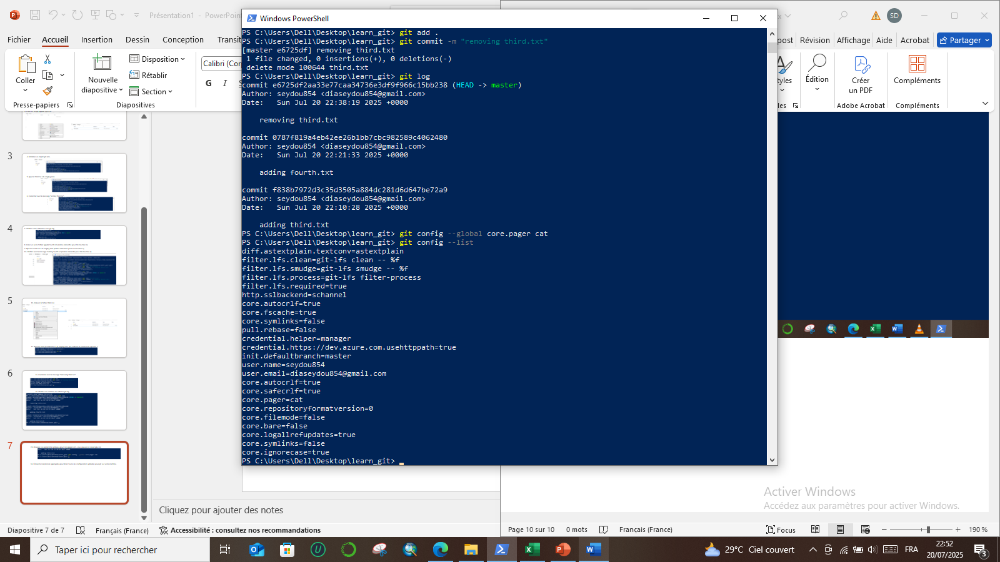 Présentation1 - PowerPoin
Windows PowerShell
SD
Fichier
Accueil
Insertion
Dessin
Conception
Transit
post
Révision
Affichage
Aide
Acrobat
Partager
Coller
Nouvelle
diapositive
Disposition
Rétablir
Section
Calibri (Cor
G I
Presse-papiers
Diapositives
tyles
Édition
Créer
un PDF
Compléments
les
Adobe Acrobat
Compléments
PS C:\Users\Dell\Desktop\learn_git> git add .
PS C:\Users\Dell\Desktop\learn_git> git commit -m "removing third.txt"
[master e6725df] removing third.txt
 1 file changed, 0 insertions(+), 0 deletions(-)
 delete mode 100644 third.txt
PS C:\Users\Dell\Desktop\learn_git> git log
commit e6725df2aa33e77caa34736e3df9f966c15bb238 (HEAD -> master)
Author: seydou854 <diaseydou854@gmail.com>
Date:   Sun Jul 20 22:38:19 2025 +0000
    removing third.txt
commit 0787f819a4eb42ee26b1bb7cbc982589c4062480
Author: seydou854 <diaseydou854@gmail.com>
Date:   Sun Jul 20 22:21:33 2025 +0000
    adding fourth.txt
commit f838b7972d3c35d3505a884dc281d6d647be72a9
Author: seydou854 <diaseydou854@gmail.com>
Date:   Sun Jul 20 22:10:28 2025 +0000
    adding third.txt
PS C:\Users\Dell\Desktop\learn_git> git config --global core.pager cat
PS C:\Users\Dell\Desktop\learn_git> git config --list
diff.astextplain.textconv=astextplain
filter.lfs.clean=git-lfs clean -- %f
filter.lfs.smudge=git-lfs smudge -- %f
filter.lfs.process=git-lfs filter-process
filter.lfs.required=true
http.sslbackend=schannel
core.autocrlf=true
core.fscache=true
core.symlinks=false
pull.rebase=false
credential.helper=manager
credential.https://dev.azure.com.usehttppath=true
init.defaultbranch=master
user.name=seydou854
user.email=diaseydou854@gmail.com
core.autocrlf=true
core.safecrlf=true
core.pager=cat
core.repositoryformatversion=0
core.filemode=false
core.bare=false
core.logallrefupdates=true
core.symlinks=false
core.ignorecase=true
PS C:\Users\Dell\Desktop\learn_git>
3
4
5
6
7
Activer Windows
Accédez aux paramètres pour activer Windows.
Cliquez pour ajouter des notes
Diapositive 7 de 7
Français (France)
Accessibilité : consultez nos recommandations
Page 10 sur 10
0 mots
Français (France)
Focus
190 %
Taper ici pour rechercher
29°C Ciel couvert
FRA
22:52
20/07/2025
3